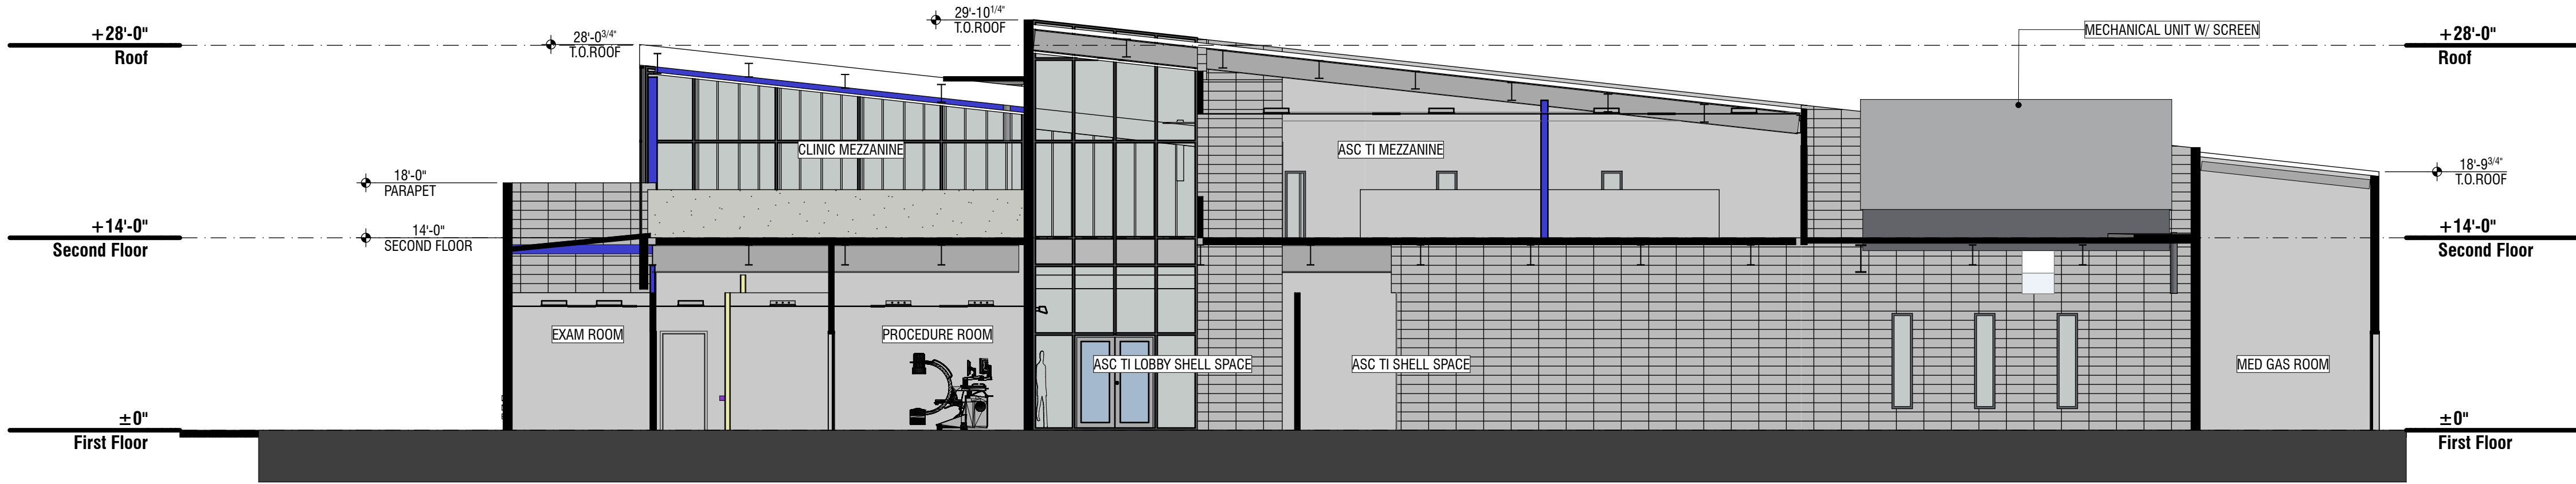 +28'-0"
Roof
28'-0 3/4"
T.O.ROOF
29'-10 1/4"
T.O.ROOF
MECHANICAL UNIT W/ SCREEN
+28'-0"
Roof
CLINIC MEZZANINE
ASC TI MEZZANINE
18'-0"
PARAPET
18'-9 3/4"
T.O.ROOF
+14'-0"
Second Floor
14'-0"
SECOND FLOOR
+14'-0"
Second Floor
EXAM ROOM
PROCEDURE ROOM
ASC TI LOBBY SHELL SPACE
ASC TI SHELL SPACE
MED GAS ROOM
±0"
First Floor
±0"
First Floor